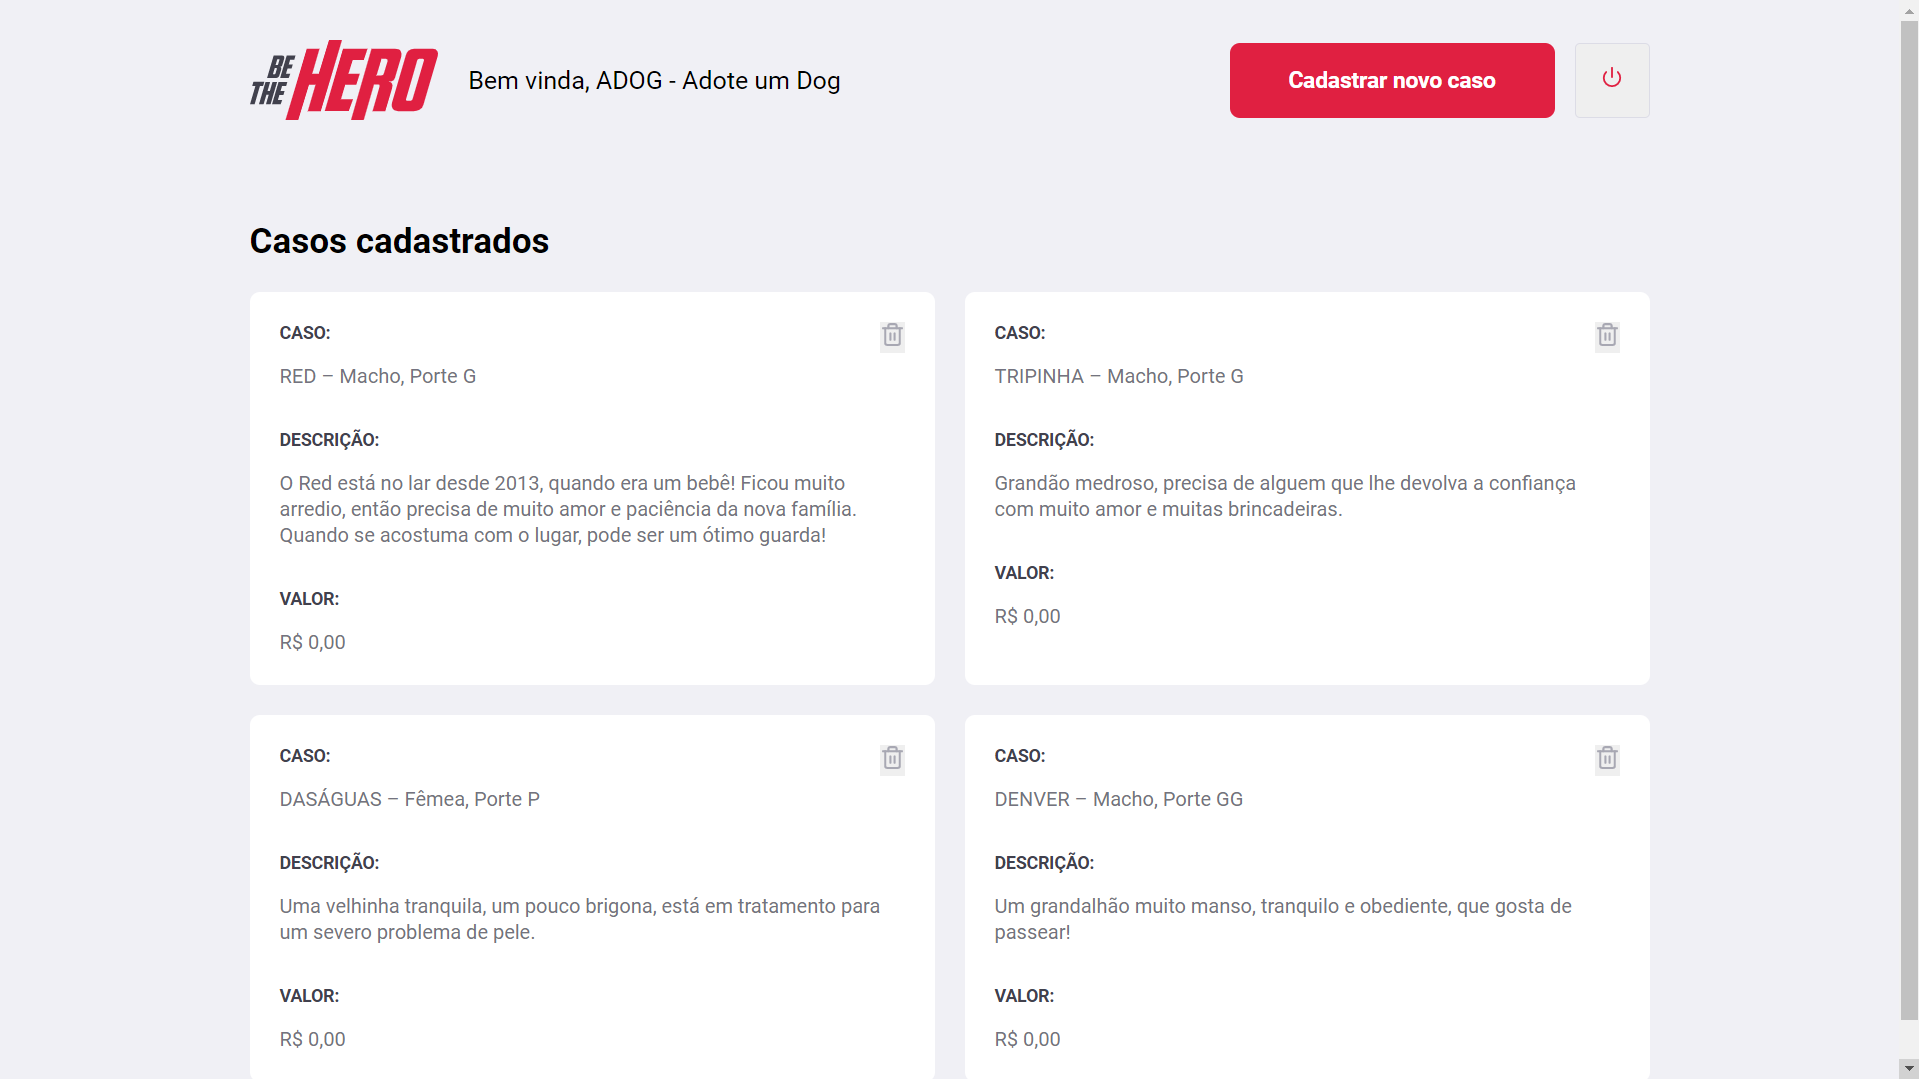 BE THE HERO
Bem vinda, ADOG - Adote um Dog
Cadastrar novo caso
Casos cadastrados
CASO:
RED – Macho, Porte G
DESCRIÇÃO:
O Red está no lar desde 2013, quando era um bebê! Ficou muito
arredio, então precisa de muito amor e paciência da nova família.
Quando se acostuma com o lugar, pode ser um ótimo guarda!
VALOR:
R$ 0,00
CASO:
TRIPINHA – Macho, Porte G
DESCRIÇÃO:
Grandão medroso, precisa de alguem que lhe devolva a confiança
com muito amor e muitas brincadeiras.
VALOR:
R$ 0,00
CASO:
DASÁGUAS – Fêmea, Porte P
DESCRIÇÃO:
Uma velhinha tranquila, um pouco brigona, está em tratamento para
um severo problema de pele.
VALOR:
R$ 0,00
CASO:
DENVER – Macho, Porte GG
DESCRIÇÃO:
Um grandalhão muito manso, tranquilo e obediente, que gosta de
passear!
VALOR:
R$ 0,00